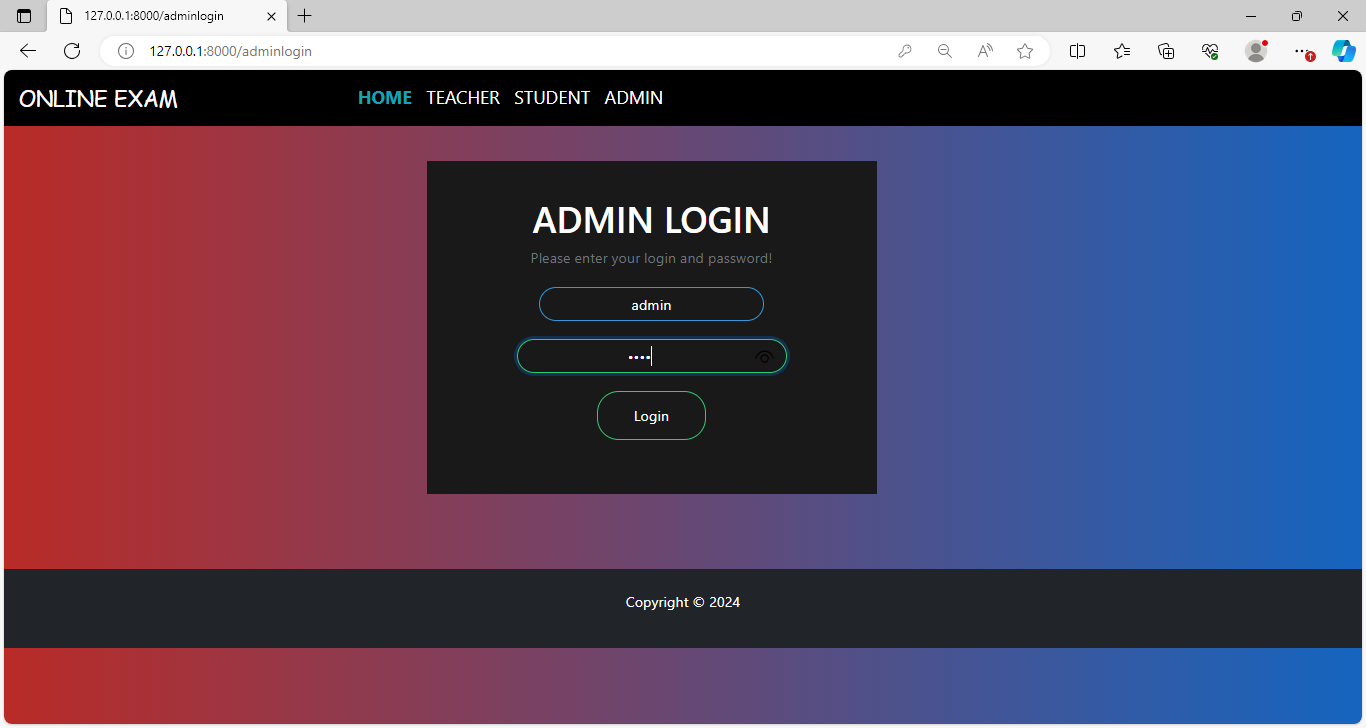 127.0.0.1:8000/adminlogin
127.0.0.1:8000/adminlogin
ONLINE EXAM HOME TEACHER STUDENT ADMIN
ADMIN LOGIN
Please enter your login and password!
admin
••••
Login
Copyright © 2024